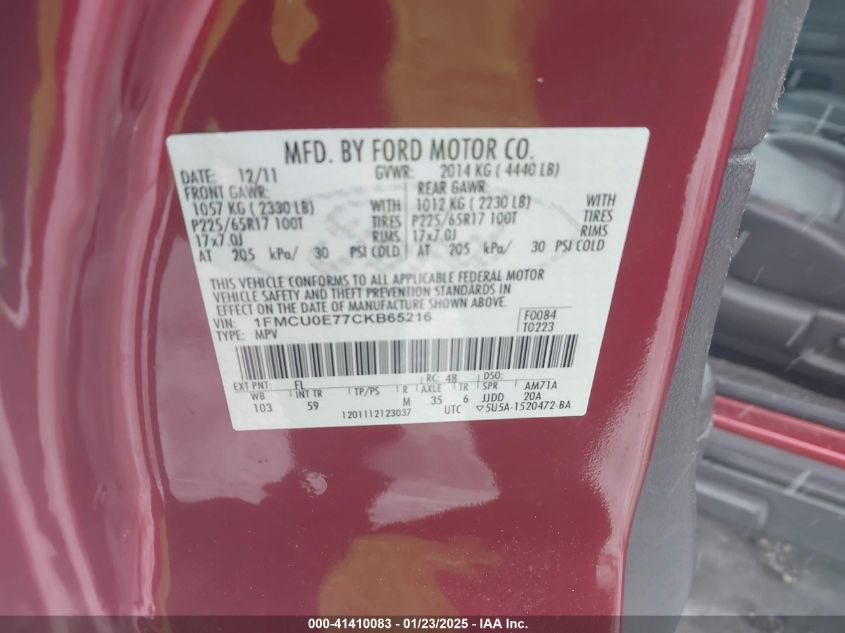 MFD. BY FORD MOTOR CO.
DATE: 12/11 GVWR: 2014 KG ( 4440 LB)
FRONT GAWR: REAR GAWR:
1057 KG ( 2330 LB) WITH 1012 KG ( 2230 LB) WITH
P225/65R17 100T TIRES P225/65R17 100T TIRES
17x7.0J RIMS 17x7.0J RIMS
AT 205 kPa/ 30 PSI COLD AT 205 kPa/ 30 PSI COLD
THIS VEHICLE CONFORMS TO ALL APPLICABLE FEDERAL MOTOR
VEHICLE SAFETY AND THEFT PREVENTION STANDARDS IN
EFFECT ON THE DATE OF MANUFACTURE SHOWN ABOVE.
VIN: 1FMCU0E77CKB65216 F0084
TYPE: MPV T0223
EXT PNT: FL RC: 48 DSO:
WB INT TR TP/PS R AXLE TR SPR AM71A
103 59 M 35 6 JJDD 20A
1201112123037 UTC ▽5U5A-1520472-BA
000-41410083 / 01/23/2025 - IAA Inc.